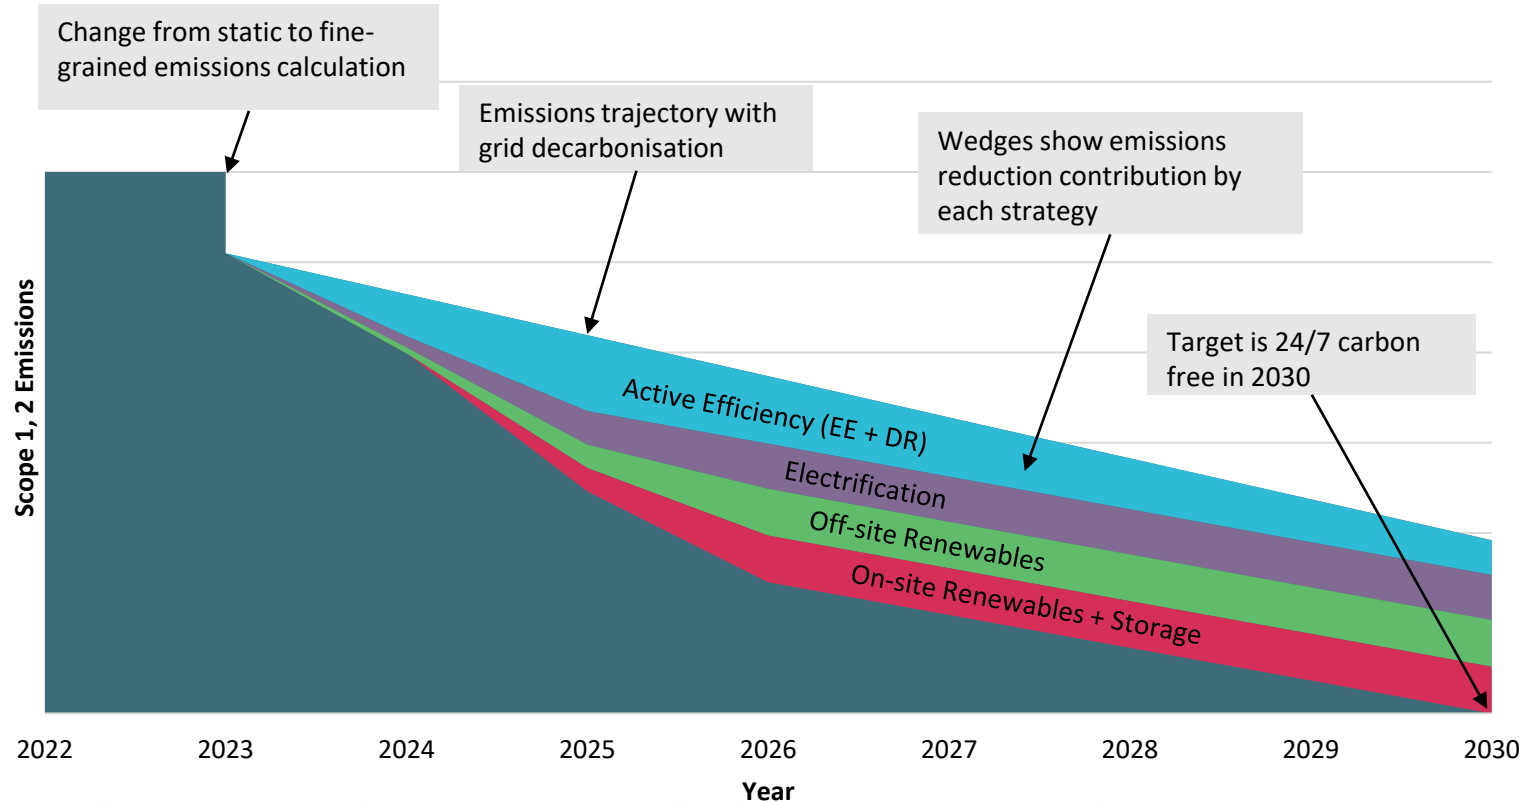 Change from static to fine-
grained emissions calculation
Emissions trajectory with
grid decarbonisation
Wedges show emissions
reduction contribution by
each strategy
Target is 24/7 carbon
free in 2030
Scope 1, 2 Emissions
Active Efficiency (EE + DR)
Electrification
Off-site Renewables
On-site Renewables + Storage
2022 2023 2024 2025 2026 2027 2028 2029 2030
Year